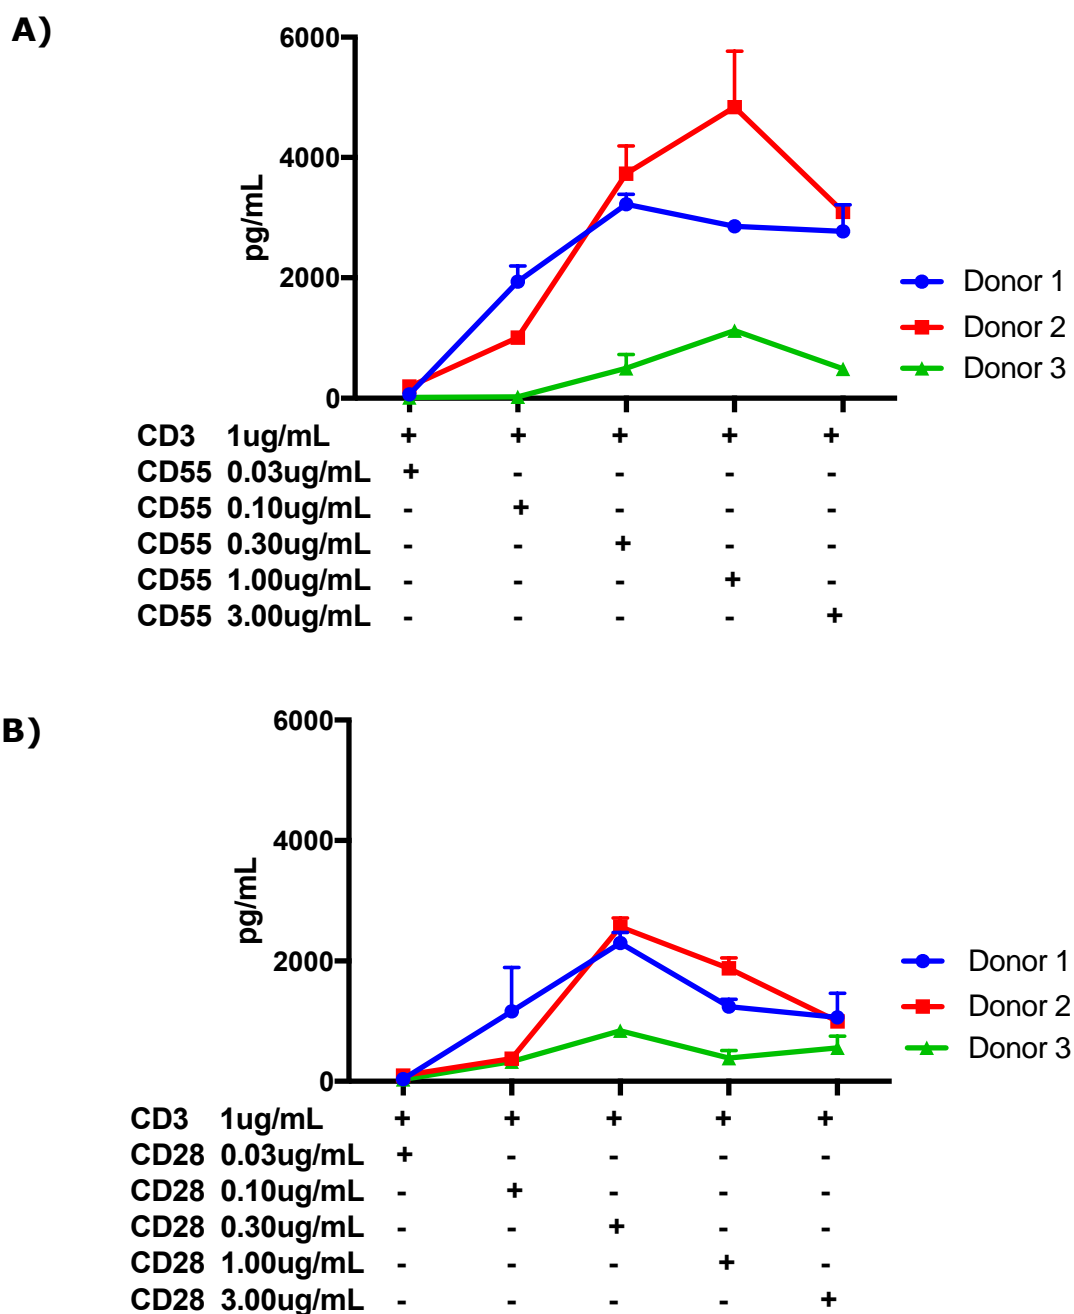 A)
6000
4000
2000
0
pg/mL
Donor 1
Donor 2
Donor 3
CD3 1ug/mL + + + + +
CD55 0.03ug/mL + - - - -
CD55 0.10ug/mL - + - - -
CD55 0.30ug/mL - - + - -
CD55 1.00ug/mL - - - + -
CD55 3.00ug/mL - - - - +
B)
6000
4000
2000
0
pg/mL
Donor 1
Donor 2
Donor 3
CD3 1ug/mL + + + + +
CD28 0.03ug/mL + - - - -
CD28 0.10ug/mL - + - - -
CD28 0.30ug/mL - - + - -
CD28 1.00ug/mL - - - + -
CD28 3.00ug/mL - - - - +